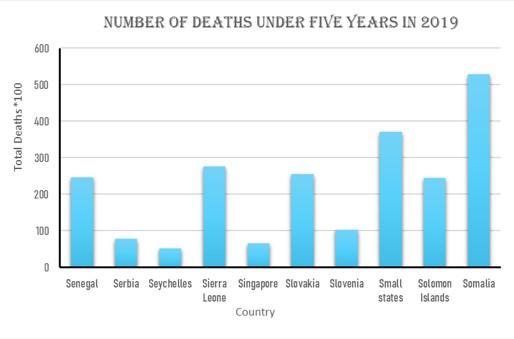 NUMBER OF DEATHS UNDER FIVE YEARS IN 2019
600
500
400
300
200
100
0
Total Deaths *100
Senegal
Serbia
Seychelles
Sierra
Leone
Singapore
Slovakia
Slovenia
Small
states
Solomon
Islands
Somalia
Country